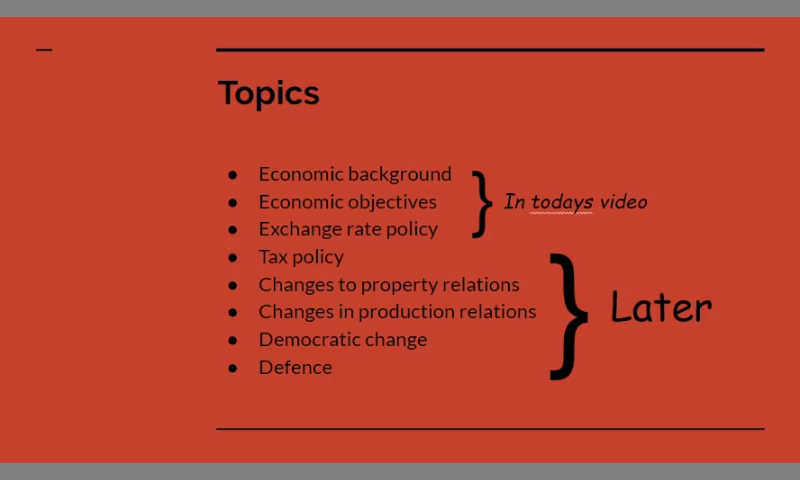 Topics
● Economic background
● Economic objectives
● Exchange rate policy
In todays video
● Tax policy
● Changes to property relations
● Changes in production relations
● Democratic change
● Defence
Later